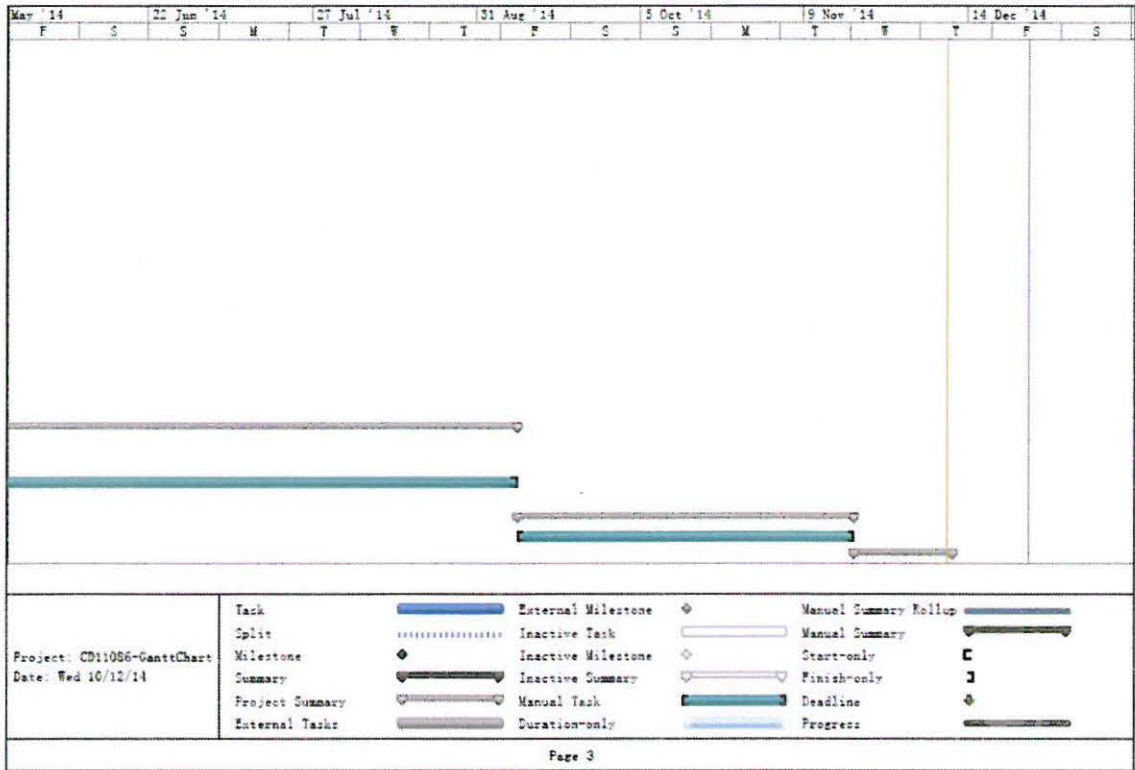 May '14 22 Jun '14 27 Jul '14 31 Aug '14 5 Oct '14 9 Nov '14 14 Dec '14
F S S M T W T F S S M T W T F S
Task External Milestone Manual Summary Rollup
Split Inactive Task Manual Summary
Project: CD11086-GanttChart Milestone Inactive Milestone Start-only
Date: Wed 10/12/14 Summary Inactive Summary Finish-only
Project Summary Manual Task Deadline
External Tasks Duration-only Progress
Page 3